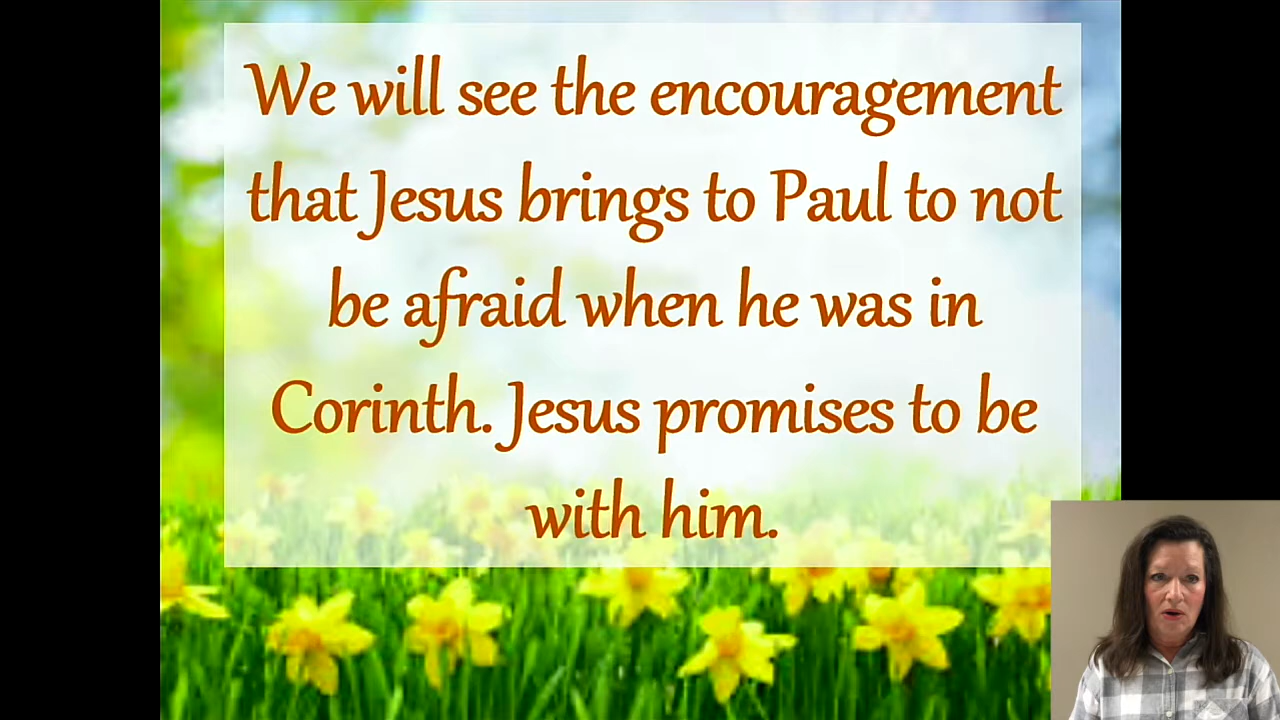 We will see the encouragement
that Jesus brings to Paul to not
be afraid when he was in
Corinth. Jesus promises to be
with him.